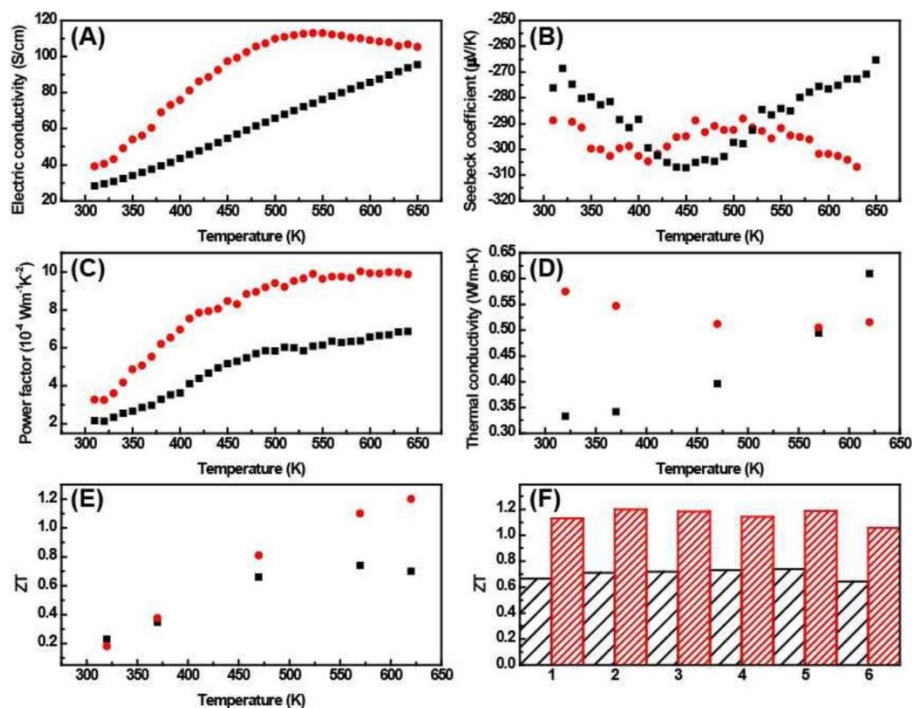 (A)
Electric conductivity (S/cm)
120
100
80
60
40
20
300 350 400 450 500 550 600 650
Temperature (K)
(B)
Seebeck coefficient (µV/K)
-250
-260
-270
-280
-290
-300
-310
-320
300 350 400 450 500 550 600 650
Temperature (K)
(C)
Power factor (10⁻⁴ Wm⁻¹K⁻²)
10
8
6
4
2
300 350 400 450 500 550 600 650
Temperature (K)
(D)
Thermal conductivity (W/m-K)
0.65
0.60
0.55
0.50
0.45
0.40
0.35
0.30
300 350 400 450 500 550 600 650
Temperature (K)
(E)
ZT
1.2
1.0
0.8
0.6
0.4
0.2
300 350 400 450 500 550 600 650
Temperature (K)
(F)
ZT
1.2
1.0
0.8
0.6
0.4
0.2
0.0
1 2 3 4 5 6